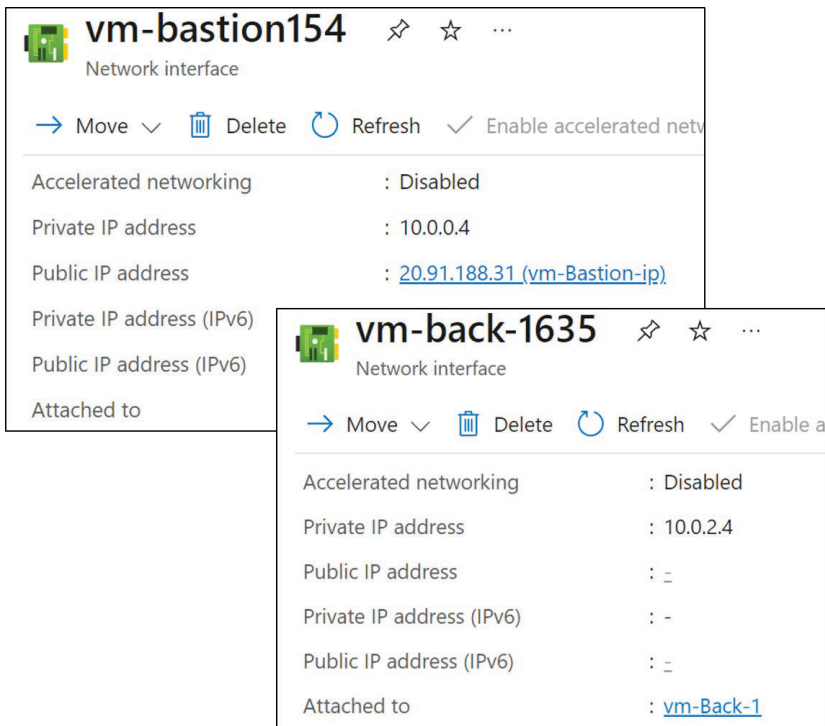 vm-bastion154
Network interface
Move Delete Refresh Enable accelerated netw
Accelerated networking : Disabled
Private IP address : 10.0.0.4
Public IP address : 20.91.188.31 (vm-Bastion-ip)
Private IP address (IPv6)
Public IP address (IPv6)
Attached to
vm-back-1635
Network interface
Move Delete Refresh Enable a
Accelerated networking : Disabled
Private IP address : 10.0.2.4
Public IP address : -
Private IP address (IPv6) : -
Public IP address (IPv6) : -
Attached to : vm-Back-1